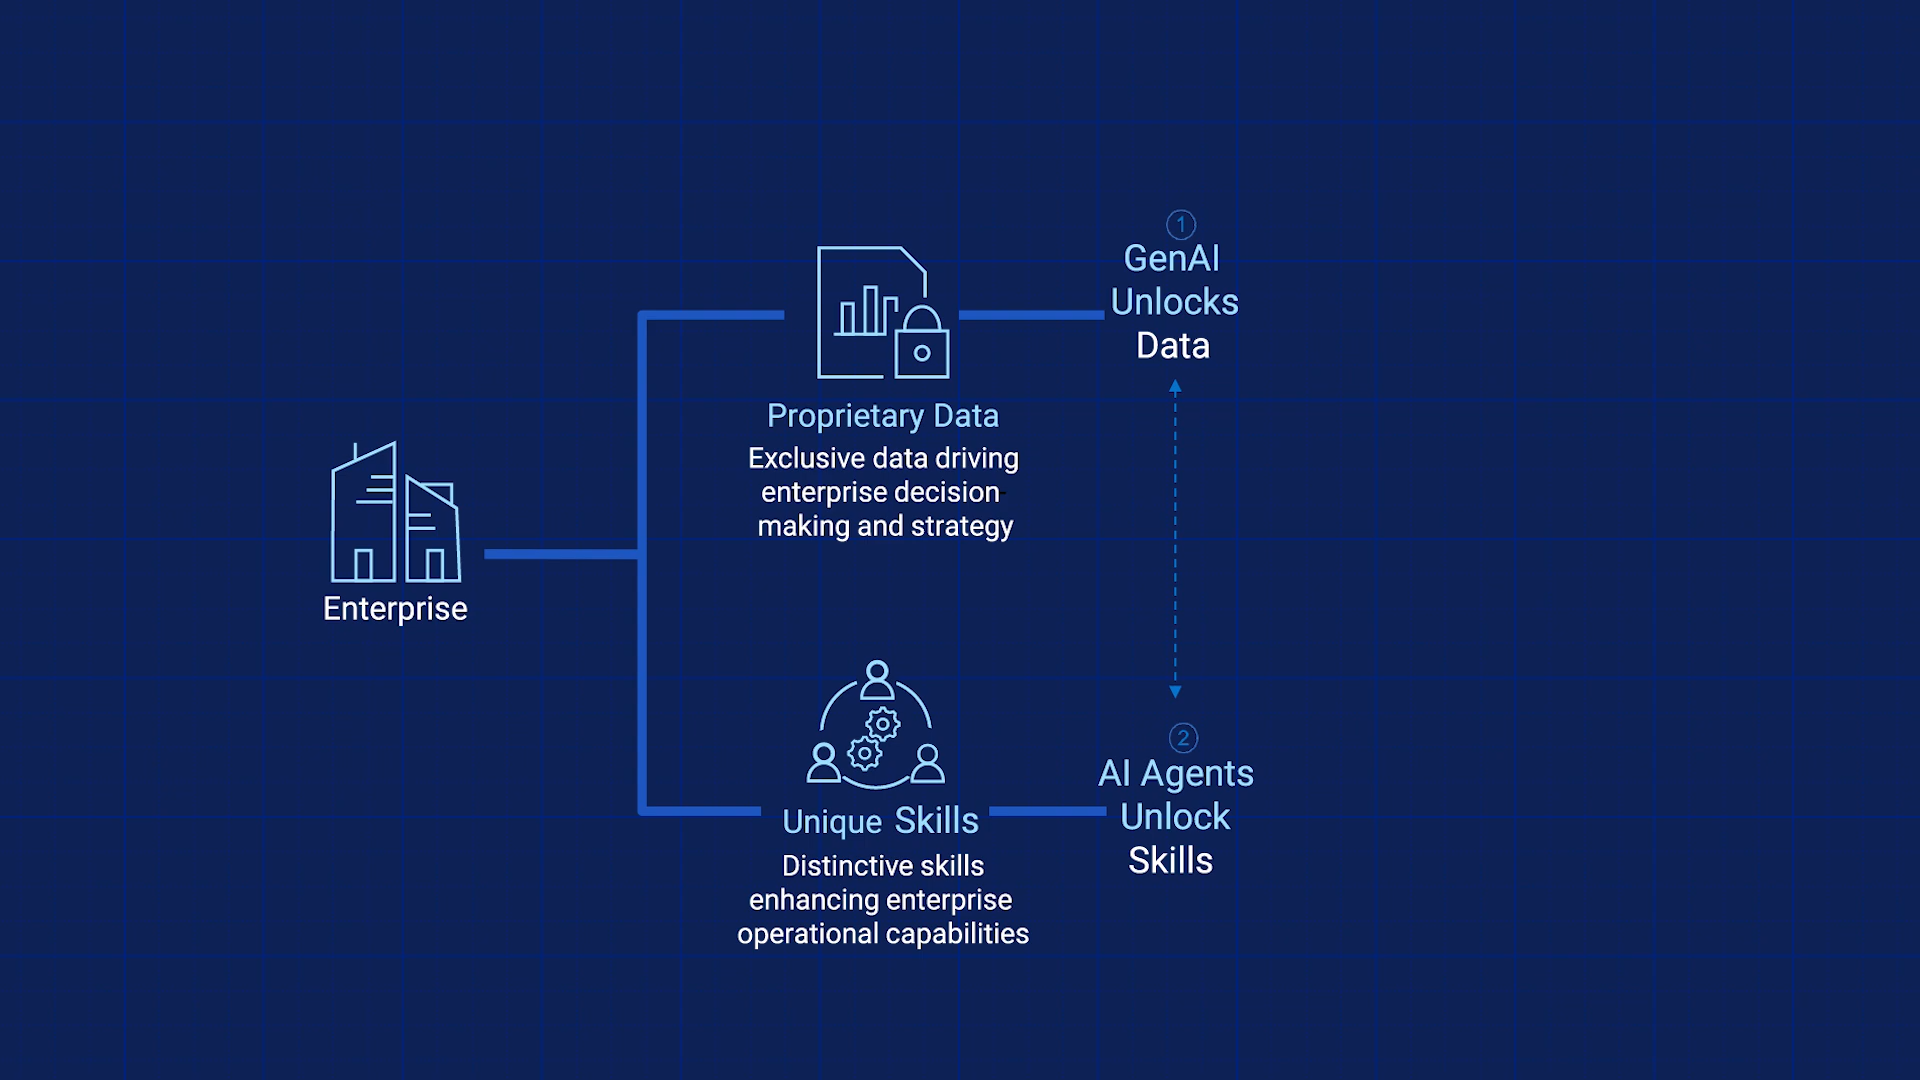 Enterprise
Proprietary Data
Exclusive data driving
enterprise decision-
making and strategy
1
GenAI
Unlocks
Data
Unique Skills
Distinctive skills
enhancing enterprise
operational capabilities
2
AI Agents
Unlock
Skills